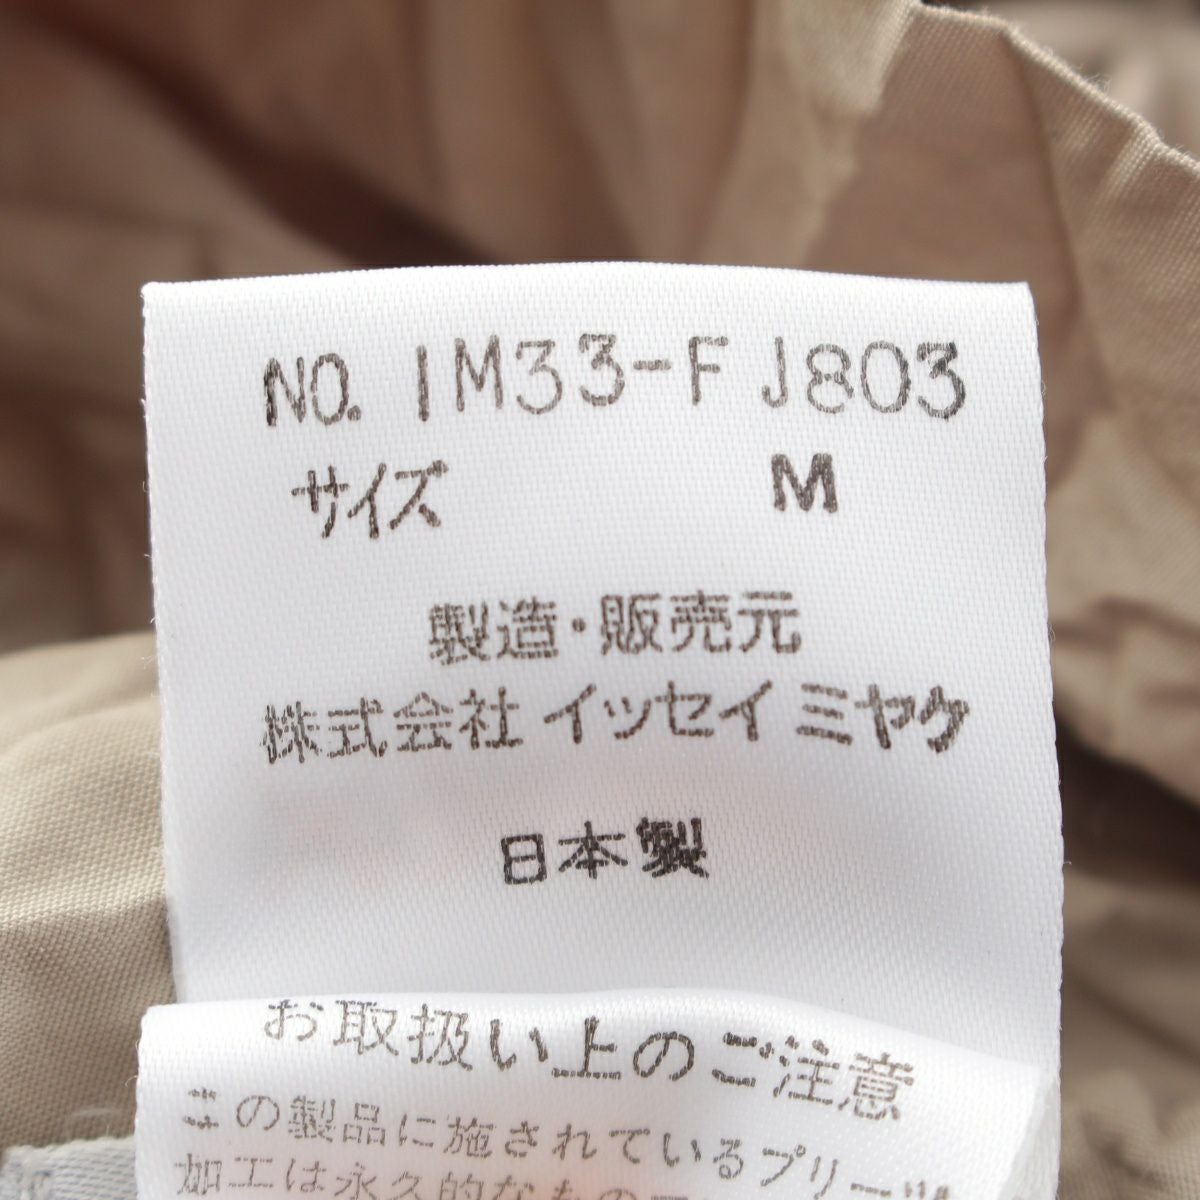 NO. IM33-FJ803
サイズ M
製造・販売元
株式会社 イッセイ ミヤケ
日本製
お取扱い上のご注意
この製品に施されているプリーツ
加工は永久的なもの